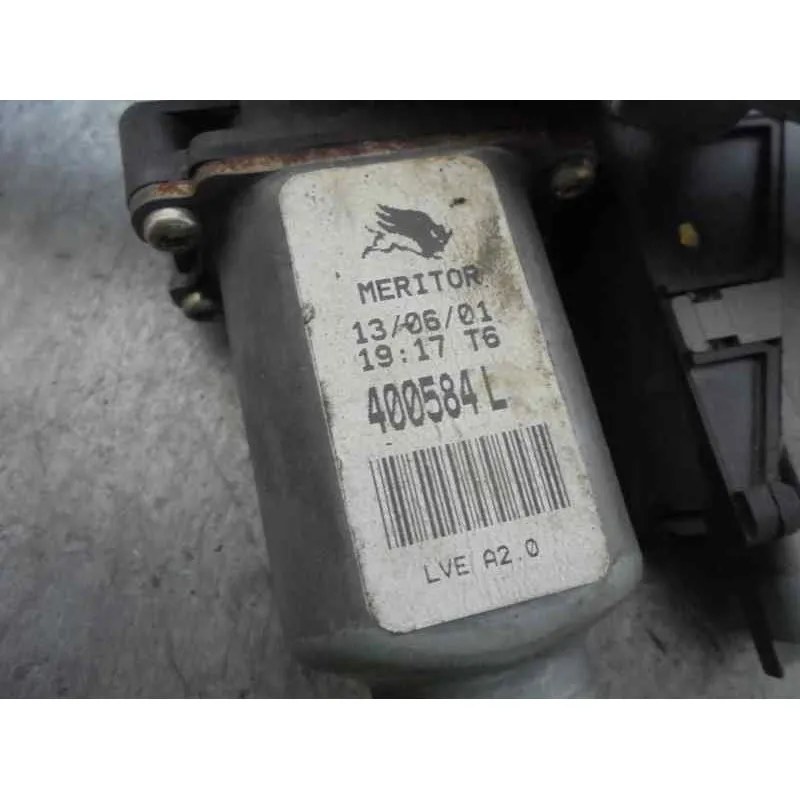 MERITOR
13/06/01
19:17 T6
400584 L
LVE A2.0